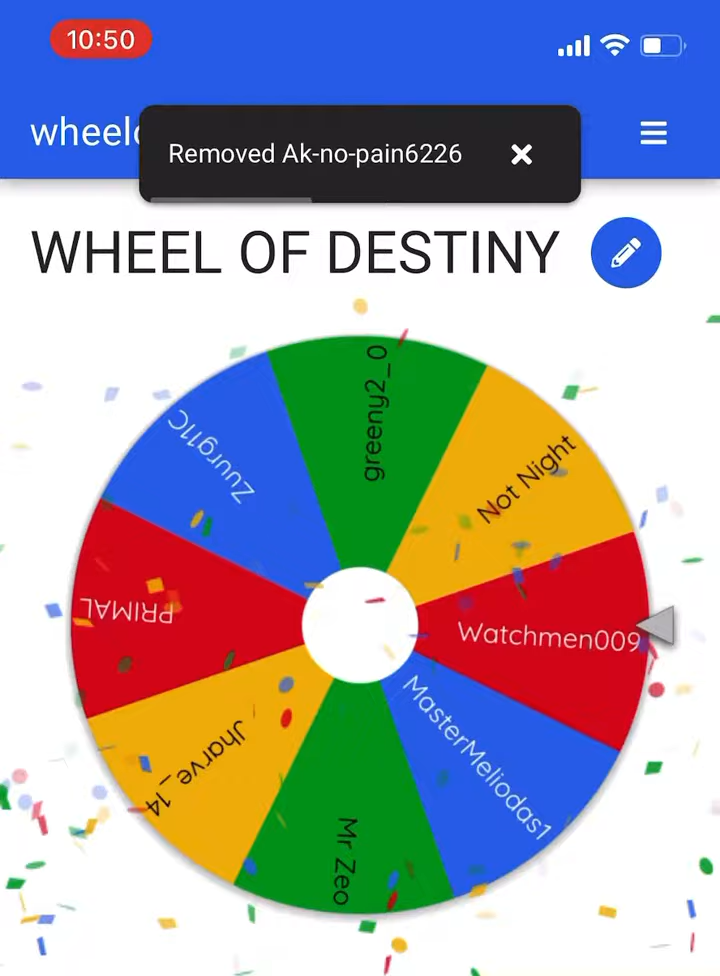 10:50
wheelo
Removed Ak-no-pain6226
WHEEL OF DESTINY
greeny2_0
Not Night
Watchmen009
MasterMeliodas1
Mr Zeo
Jharve_14
PRIMAL
Zuurg11C